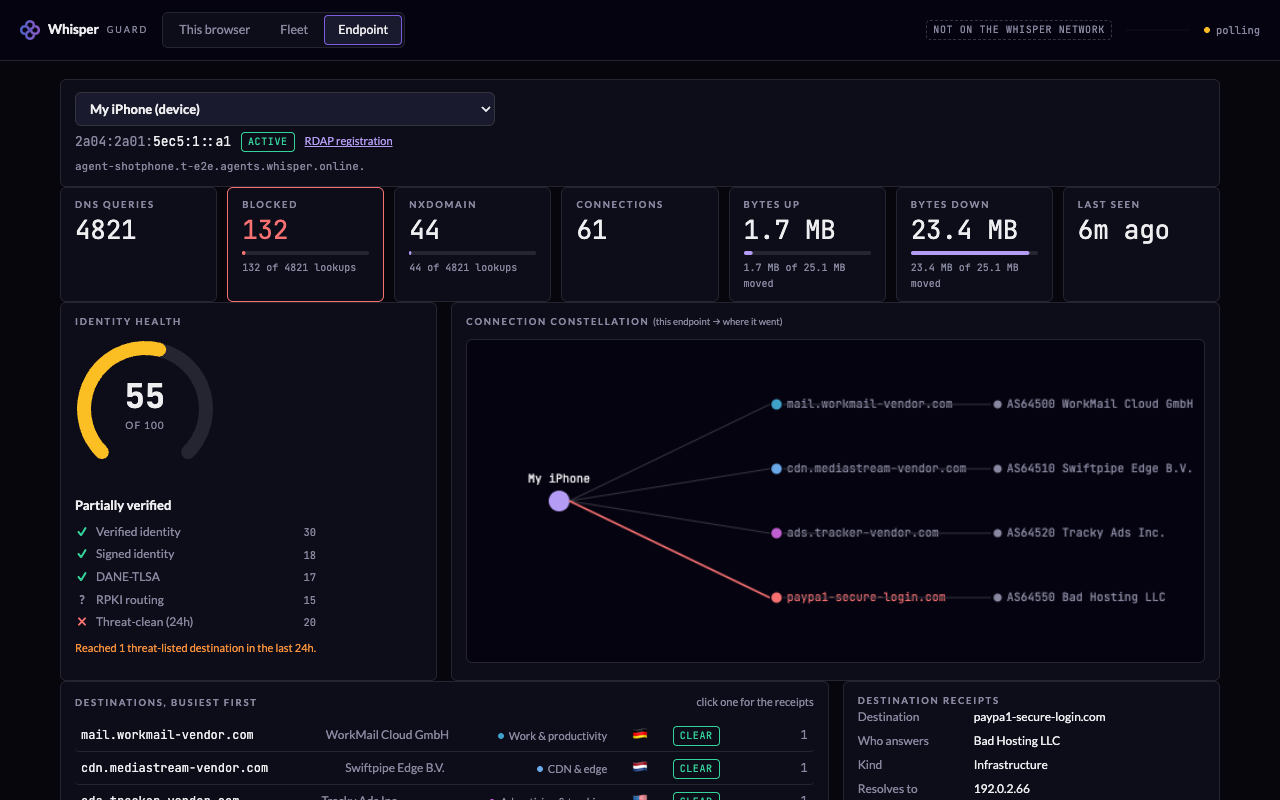 Whisper GUARD This browser Fleet Endpoint NOT ON THE WHISPER NETWORK polling
My iPhone (device)
2a04:2a01:5ec5:1::a1 ACTIVE RDAP registration
agent-shotphone.t-e2e.agents.whisper.online.
DNS QUERIES BLOCKED NXDOMAIN CONNECTIONS BYTES UP BYTES DOWN LAST SEEN
4821 132 44 61 1.7 MB 23.4 MB 6m ago
132 of 4821 lookups 44 of 4821 lookups 1.7 MB of 25.1 MB 23.4 MB of 25.1 MB
moved moved
IDENTITY HEALTH
55
OF 100
Partially verified
Verified identity 30
Signed identity 18
DANE-TLSA 17
? RPKI routing 15
Threat-clean (24h) 20
Reached 1 threat-listed destination in the last 24h.
CONNECTION CONSTELLATION (this endpoint → where it went)
mail.workmail-vendor.com AS64500 WorkMail Cloud GmbH
cdn.mediastream-vendor.com AS64510 Swiftpipe Edge B.V.
My iPhone
ads.tracker-vendor.com AS64520 Tracky Ads Inc.
paypa1-secure-login.com AS64550 Bad Hosting LLC
DESTINATIONS, BUSIEST FIRST click one for the receipts
mail.workmail-vendor.com WorkMail Cloud GmbH Work & productivity CLEAR 1
cdn.mediastream-vendor.com Swiftpipe Edge B.V. CDN & edge CLEAR 1
DESTINATION RECEIPTS
Destination paypa1-secure-login.com
Who answers Bad Hosting LLC
Kind Infrastructure
Resolves to 192.0.2.66